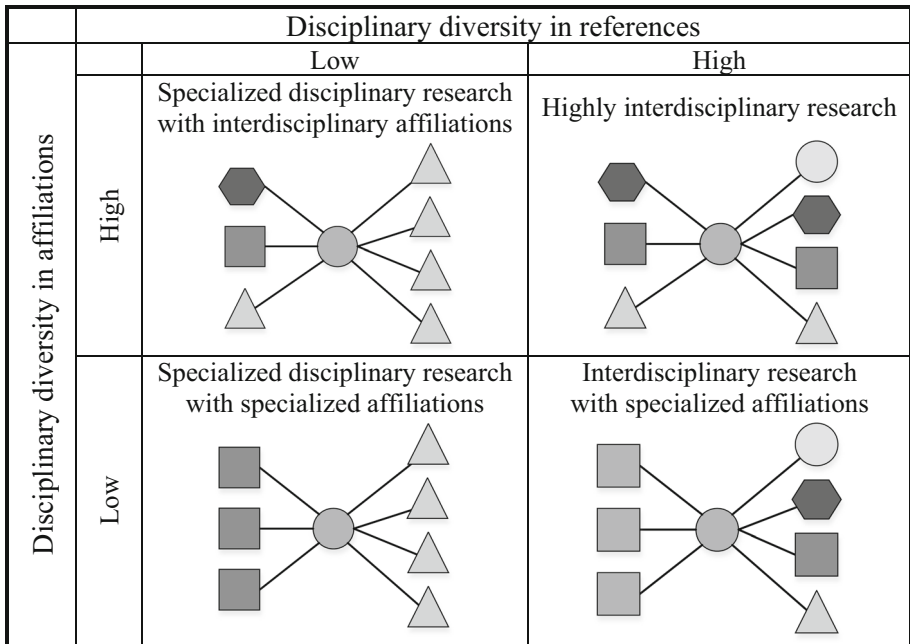 Disciplinary diversity in references
Low
High
Disciplinary diversity in affiliations
High
Specialized disciplinary research
with interdisciplinary affiliations
Highly interdisciplinary research
Low
Specialized disciplinary research
with specialized affiliations
Interdisciplinary research
with specialized affiliations